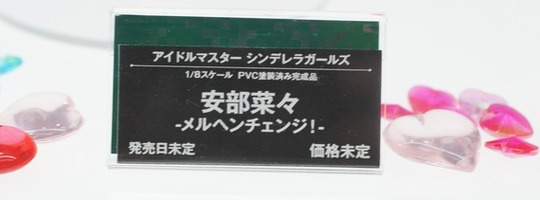 アイドルマスター シンデレラガールズ
1/8スケール PVC塗装済み完成品
安部菜々
-メルヘンチェンジ!-
発売日未定 価格未定